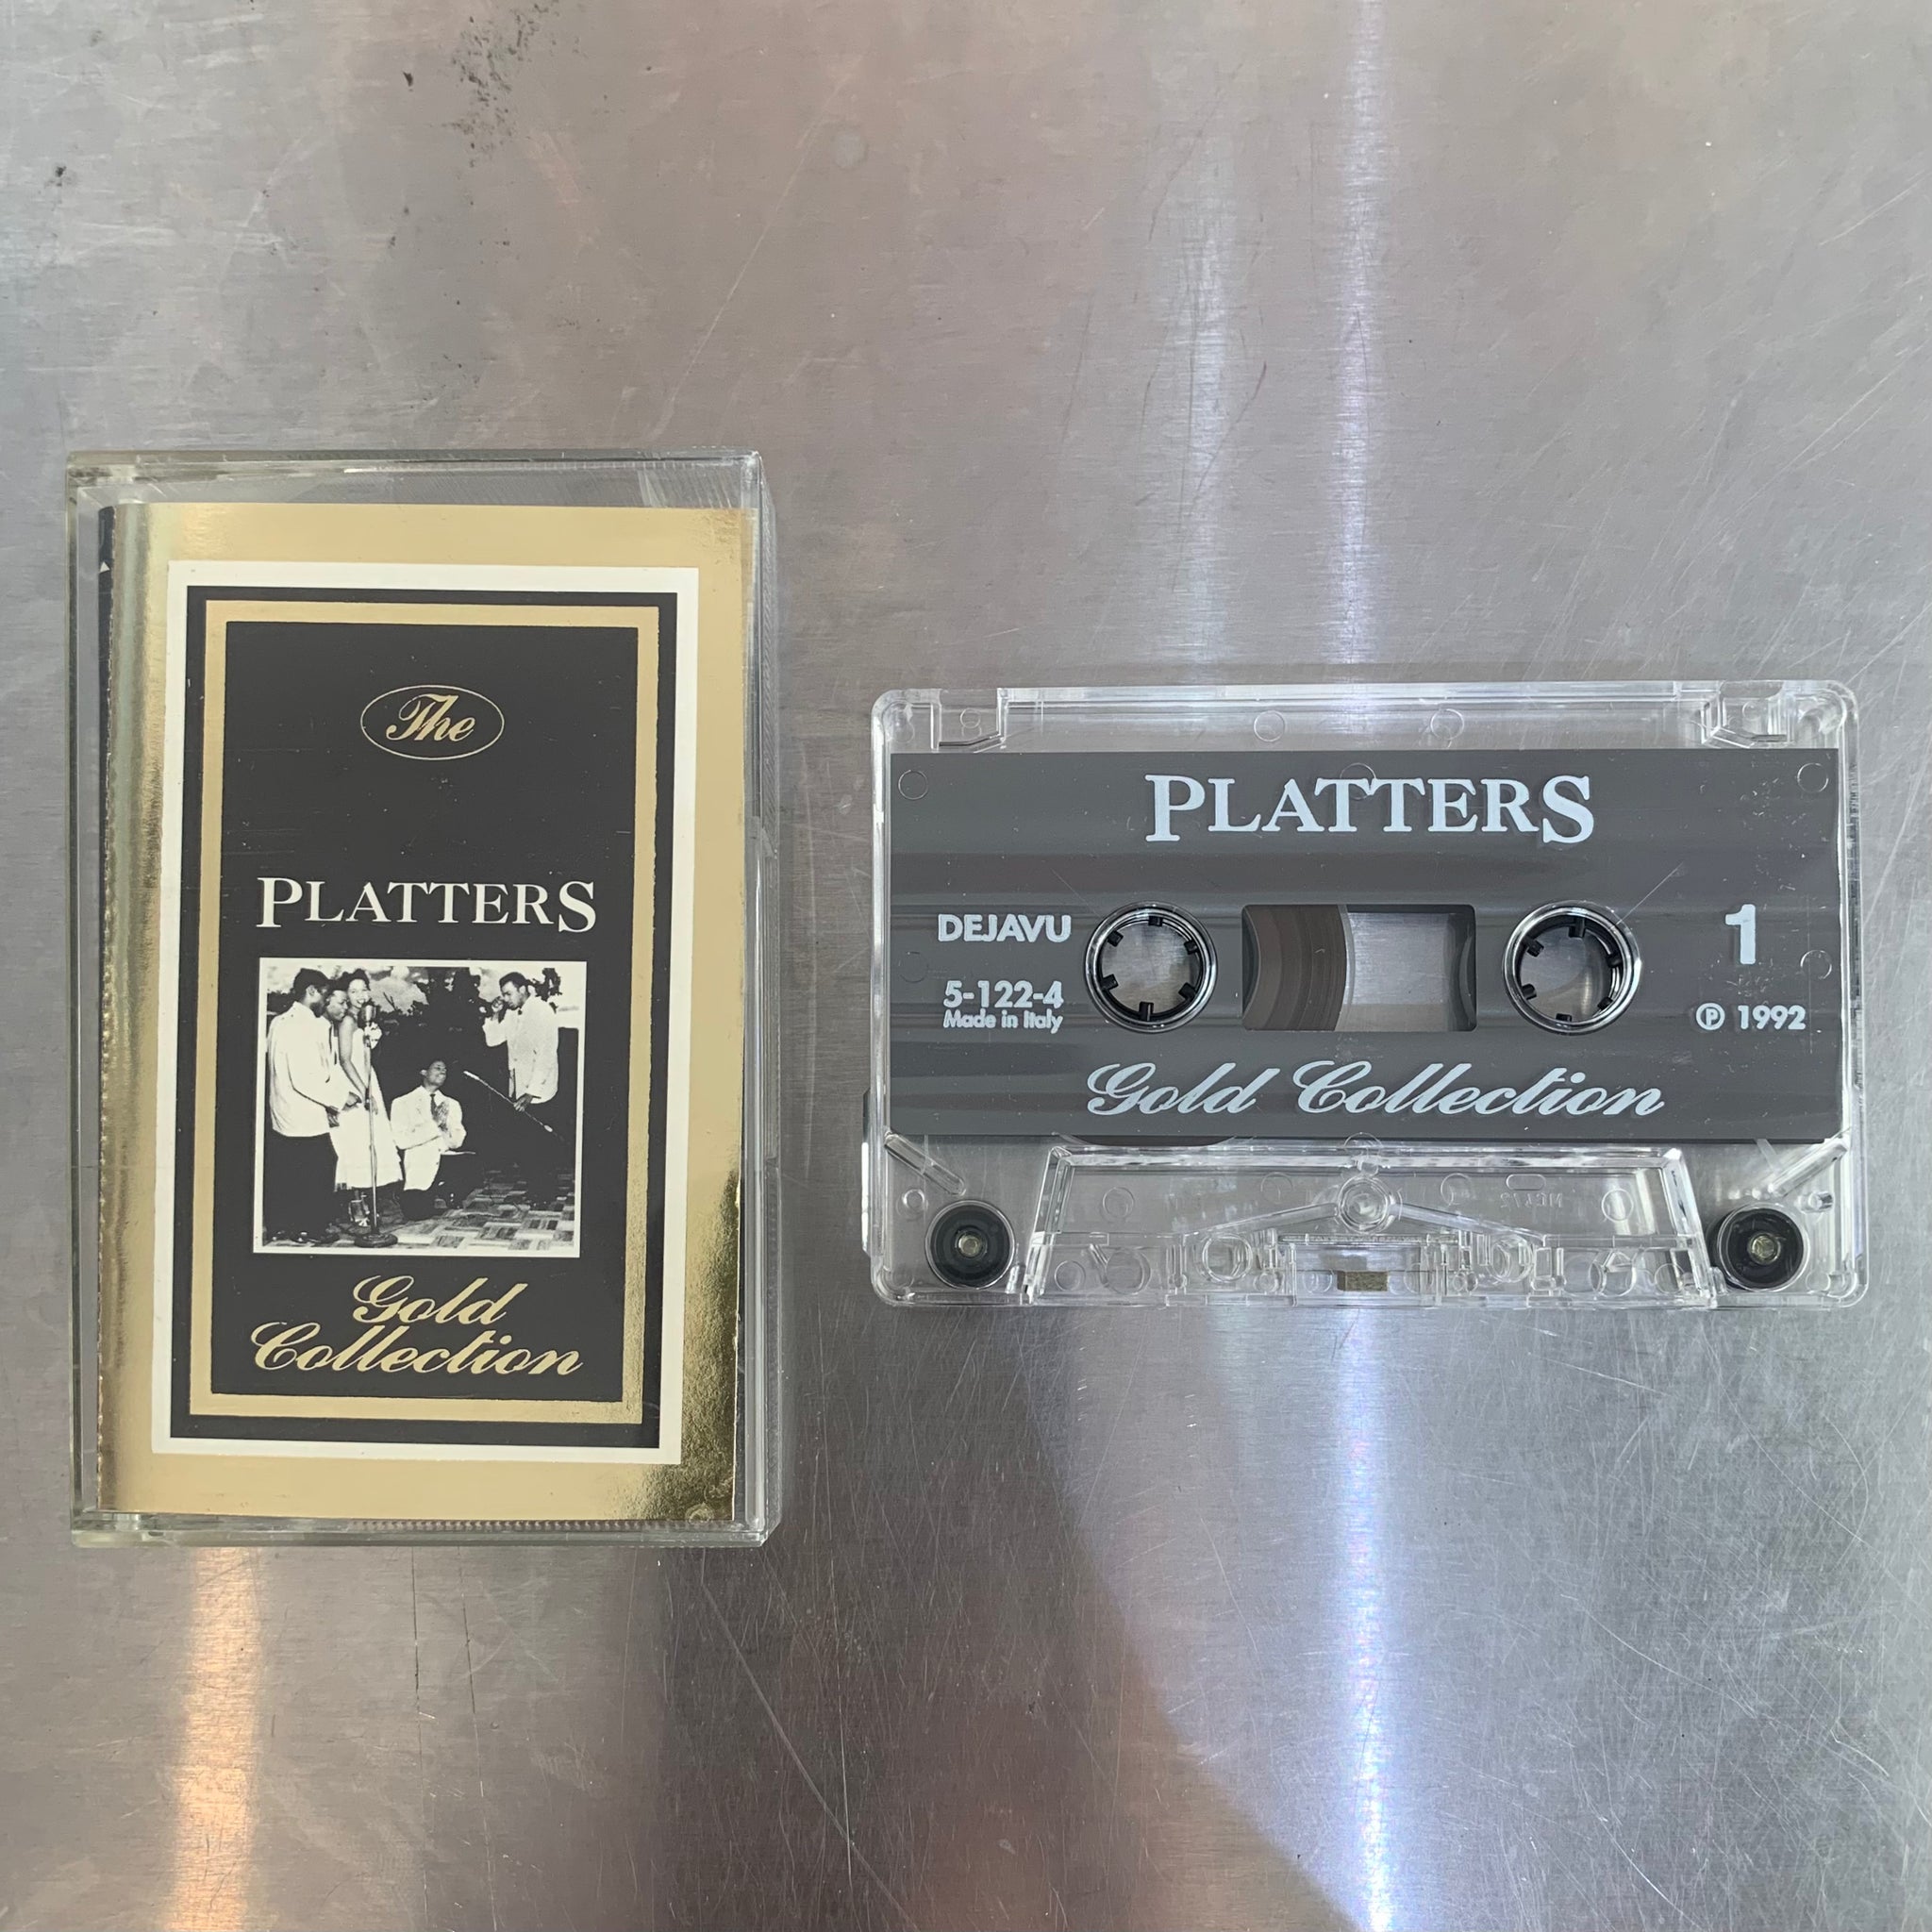 The
PLATTERS
Gold
Collection
PLATTERS
DEJAVU
1
5-122-4
Made in Italy
℗ 1992
Gold Collection